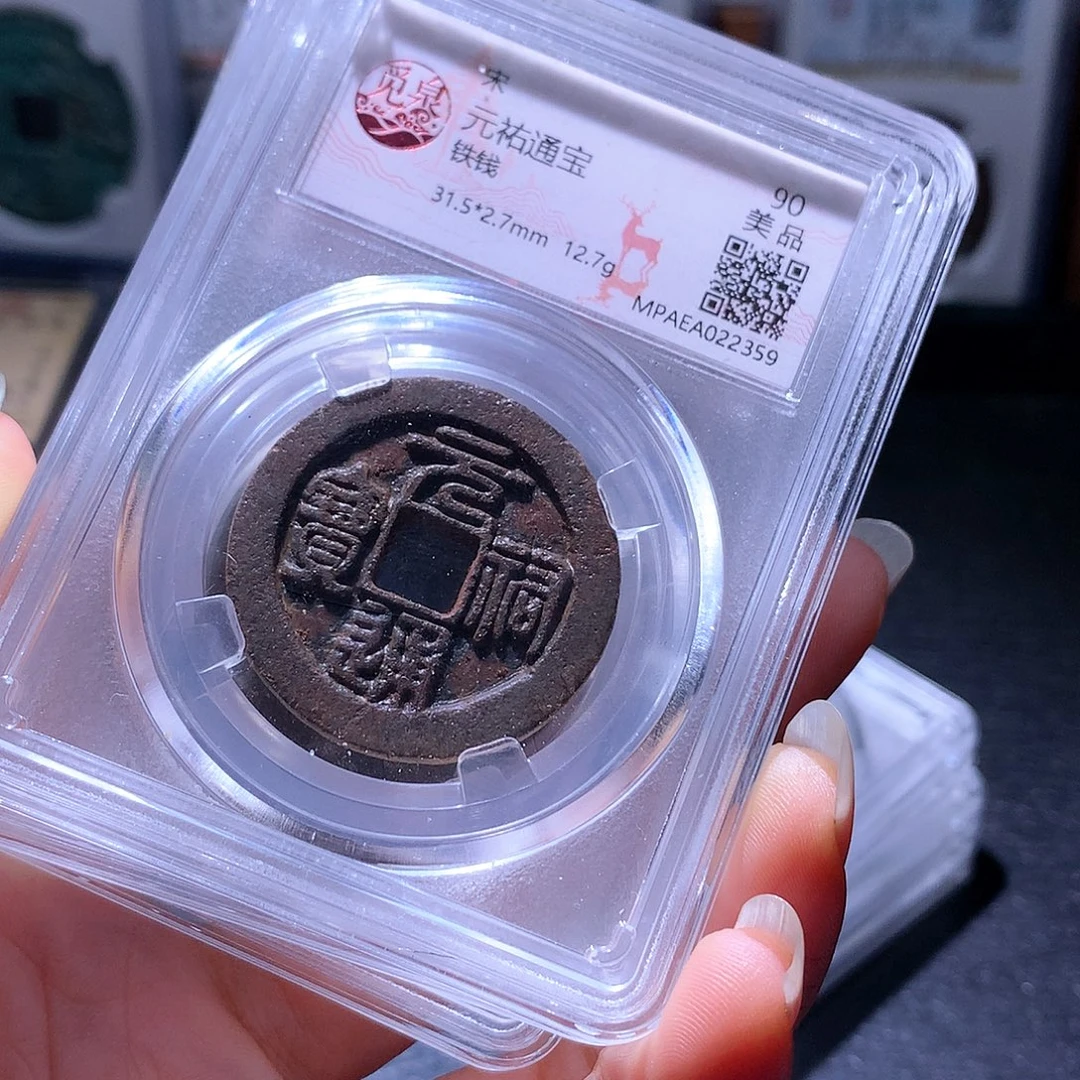 觅泉
宋
元祐通宝
铁钱
31.5*2.7mm 12.7g
90
美品
MPAEA022359
元祐通寶